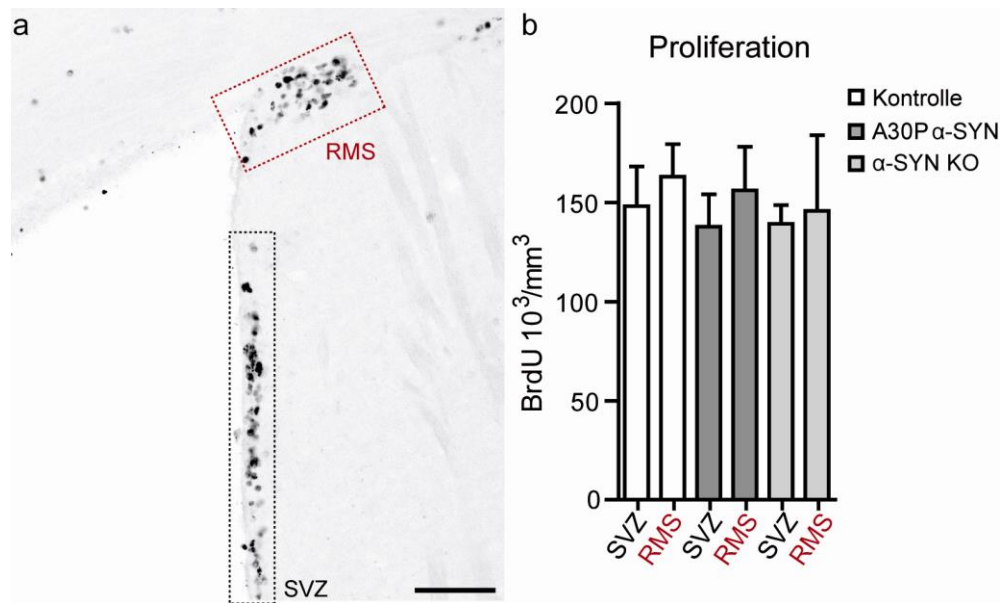 a
RMS
SVZ
b
Proliferation
Kontrolle
A30P α-SYN
α-SYN KO
BrdU 10³/mm³
200
150
100
50
0
SVZ
RMS
SVZ
RMS
SVZ
RMS